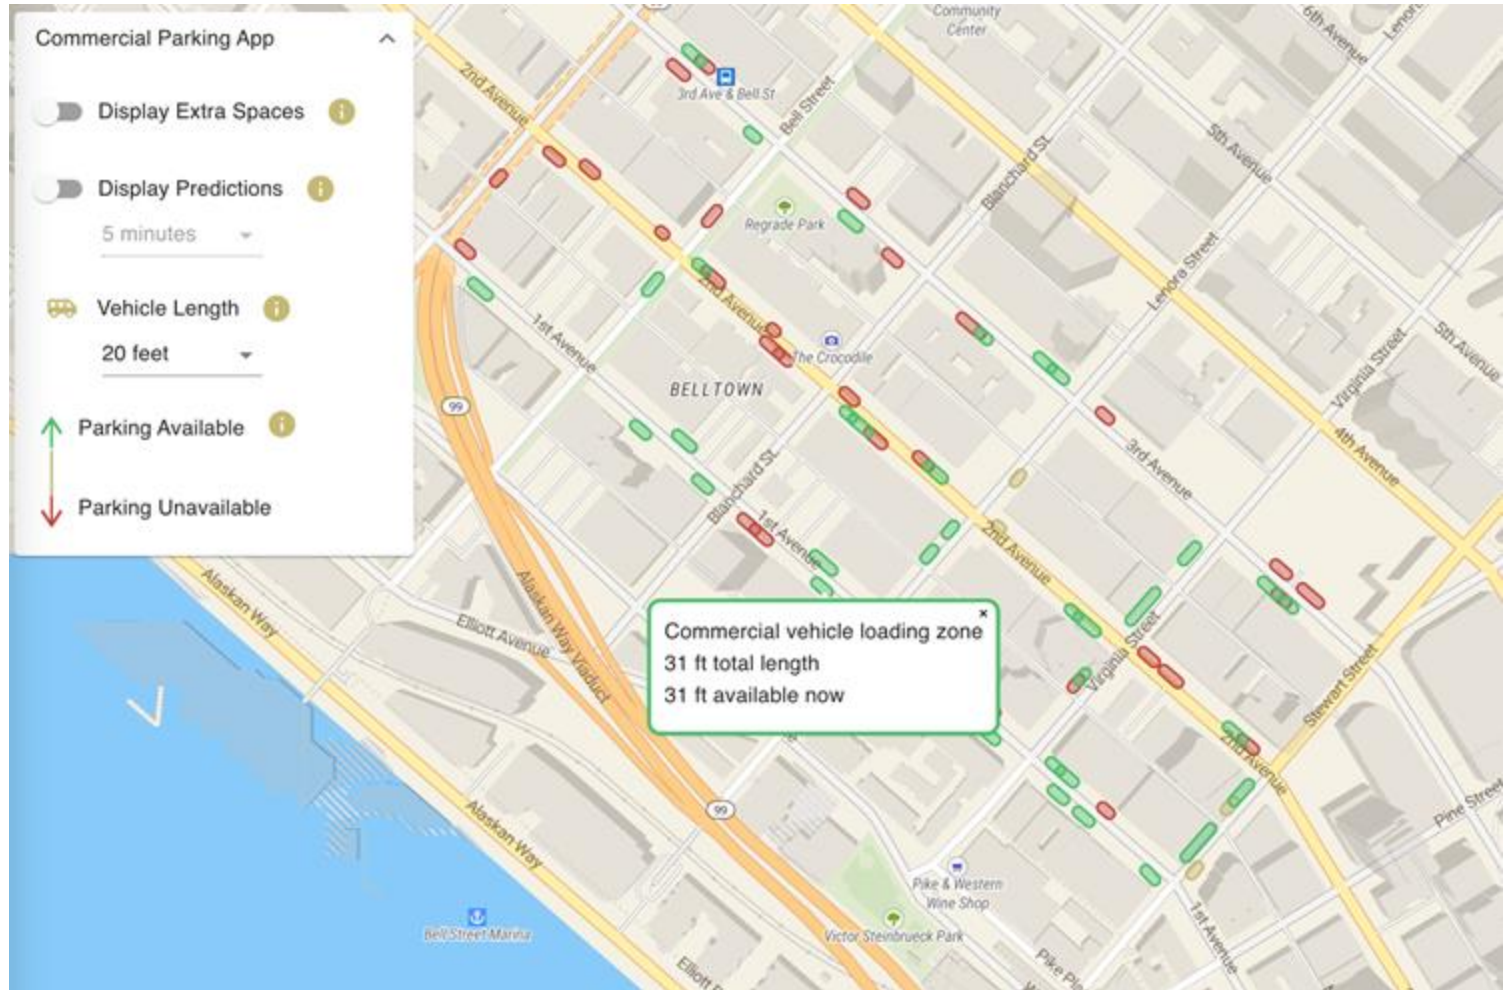 Commercial Parking App
Display Extra Spaces
i
Display Predictions
i
5 minutes
Vehicle Length
i
20 feet
Parking Available
i
Parking Unavailable
Community
Center
6th Avenue
Lenora
2nd Avenue
3rd Ave & Bell St
Bell Street
5th Avenue
Blanchard St.
Regrade Park
Lenora Street
2nd Avenue
1st Avenue
The Crocodile
Virginia Street
5th Avenue
BELLTOWN
99
4th Avenue
3rd Avenue
Blanchard St.
1st Avenue
2nd Avenue
Alaskan Way
Elliott Avenue
Alaskan Way Viaduct
Commercial vehicle loading zone
31 ft total length
31 ft available now
Virginia Street
Stewart Street
2nd Avenue
99
Alaskan Way
Pine Street
Pike & Western
Wine Shop
Bell Street Marina
Victor Steinbrueck Park
1st Avenue
Elliott
Pike Pl